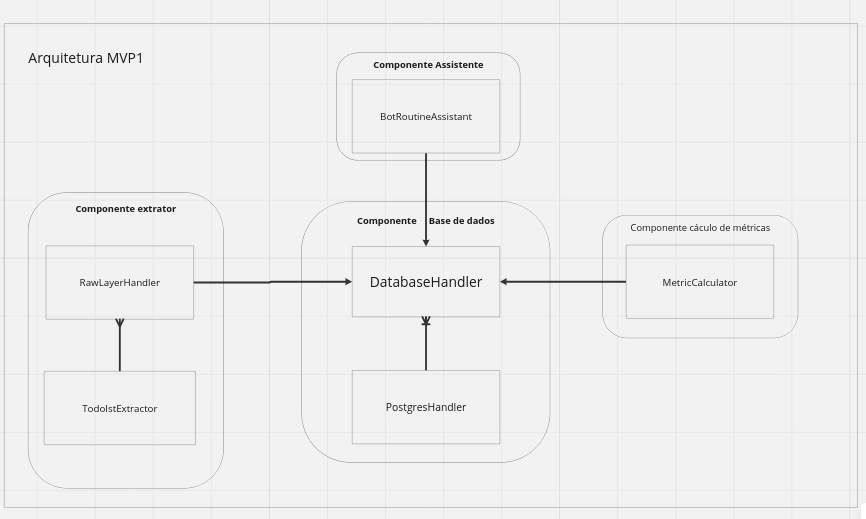 Arquitetura MVP1
Componente Assistente
BotRoutineAssistant
Componente extrator
RawLayerHandler
TodoIstExtractor
Componente Base de dados
DatabaseHandler
PostgresHandler
Componente cáculo de métricas
MetricCalculator